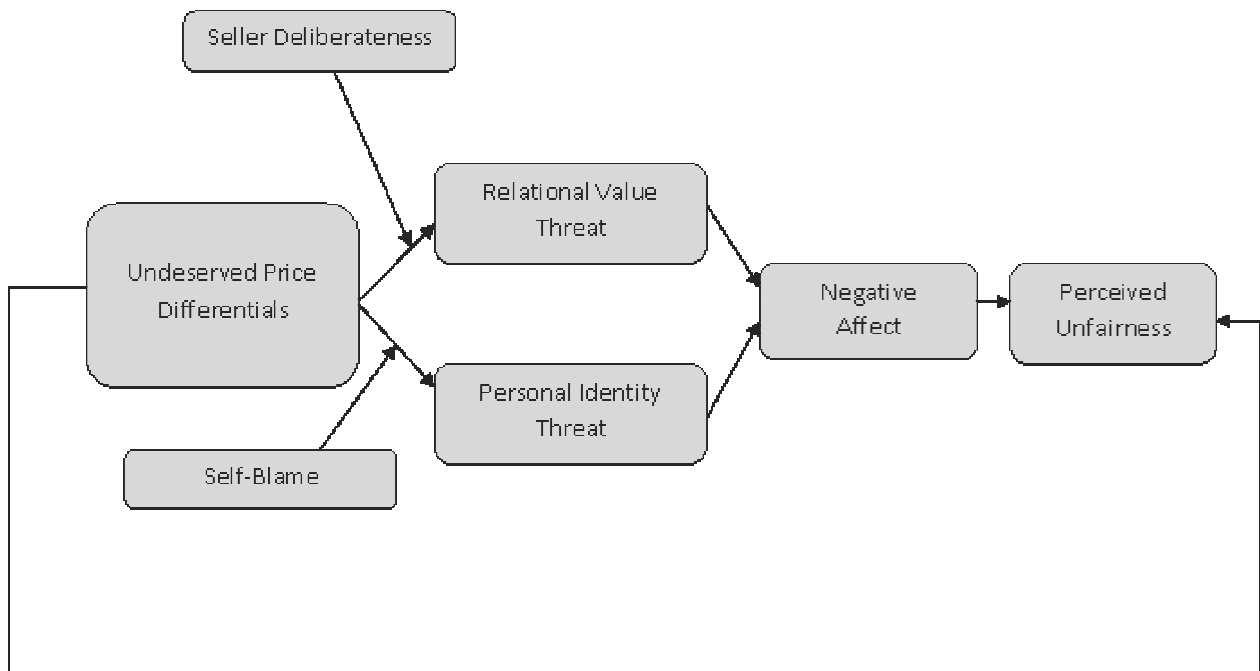 Seller Deliberateness
Relational Value
Threat
Undeserved Price
Differentials
Negative
Affect
Perceived
Unfairness
Personal Identity
Threat
Self-Blame